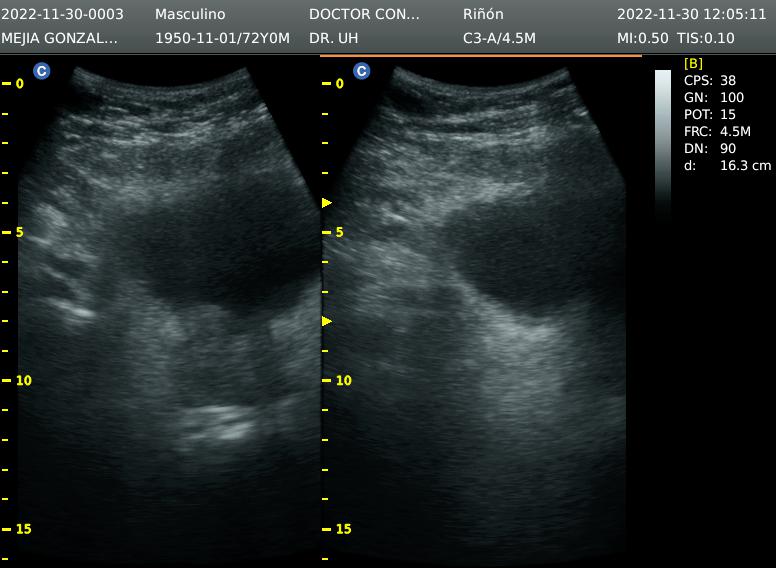 2022-11-30-0003 Masculino DOCTOR CON... Riñón 2022-11-30 12:05:11
MEJIA GONZAL... 1950-11-01/72Y0M DR. UH C3-A/4.5M MI:0.50 TIS:0.10
C
C
[B]
CPS: 38
GN: 100
POT: 15
FRC: 4.5M
DN: 90
d: 16.3 cm
0
5
10
15
0
5
10
15